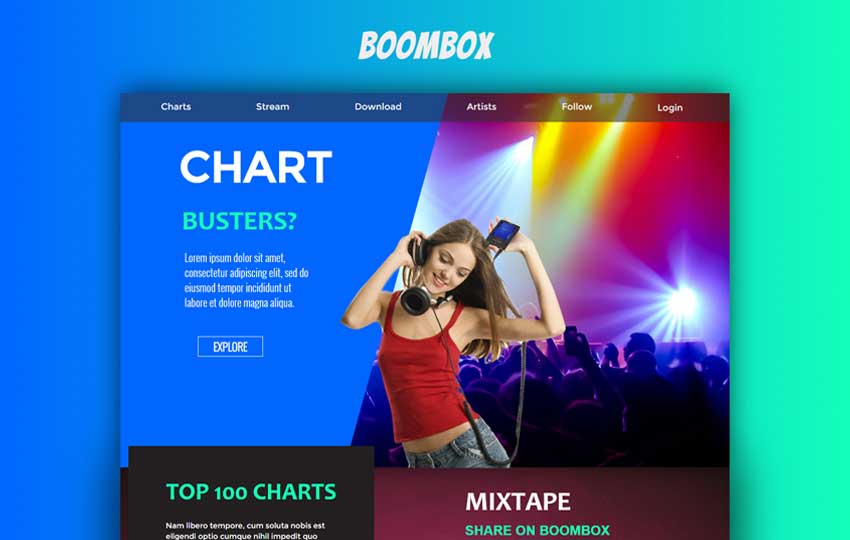 BOOMBOX
Charts Stream Download Artists Follow Login
CHART
BUSTERS?
Lorem ipsum dolor sit amet,
consectetur adipiscing elit, sed do
eiusmod tempor incididunt ut
labore et dolore magna aliqua.
EXPLORE
TOP 100 CHARTS
Nam libero tempore, cum soluta nobis est
eligendi optio cumque nihil impedit quo
MIXTAPE
SHARE ON BOOMBOX